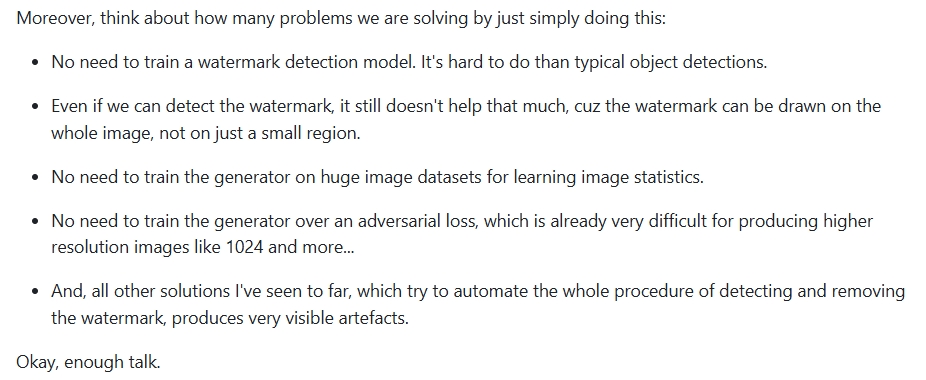 Moreover, think about how many problems we are solving by just simply doing this:
• No need to train a watermark detection model. It's hard to do than typical object detections.
• Even if we can detect the watermark, it still doesn't help that much, cuz the watermark can be drawn on the
whole image, not on just a small region.
• No need to train the generator on huge image datasets for learning image statistics.
• No need to train the generator over an adversarial loss, which is already very difficult for producing higher
resolution images like 1024 and more...
• And, all other solutions I've seen to far, which try to automate the whole procedure of detecting and removing
the watermark, produces very visible artefacts.
Okay, enough talk.